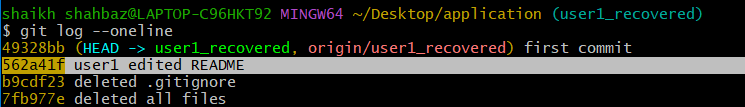 shaikh shahbaz@LAPTOP-C96HKT92 MINGW64 ~/Desktop/application (user1_recovered)
$ git log --oneline
49328bb (HEAD -> user1_recovered, origin/user1_recovered) first commit
562a41f user1 edited README
b9cdf23 deleted .gitignore
7fb977e deleted all files